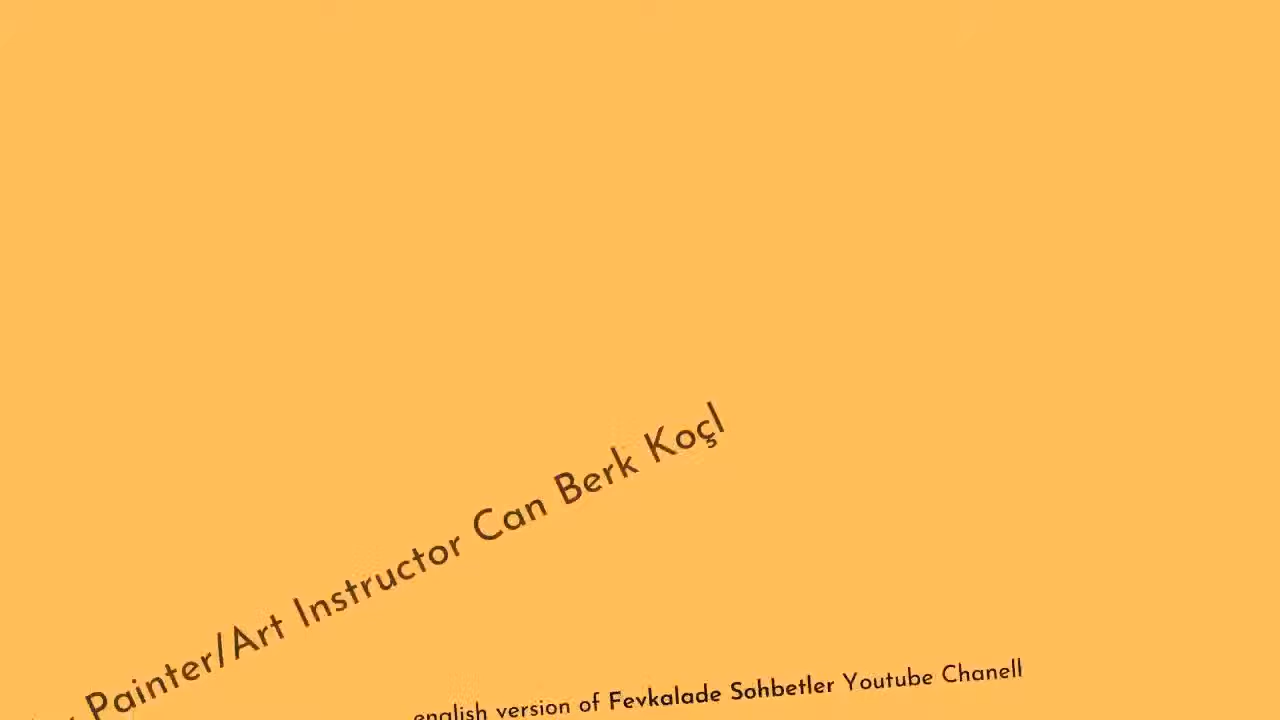 Painter/Art Instructor Can Berk Koçl
english version of Fevkalade Sohbetler Youtube Chanell